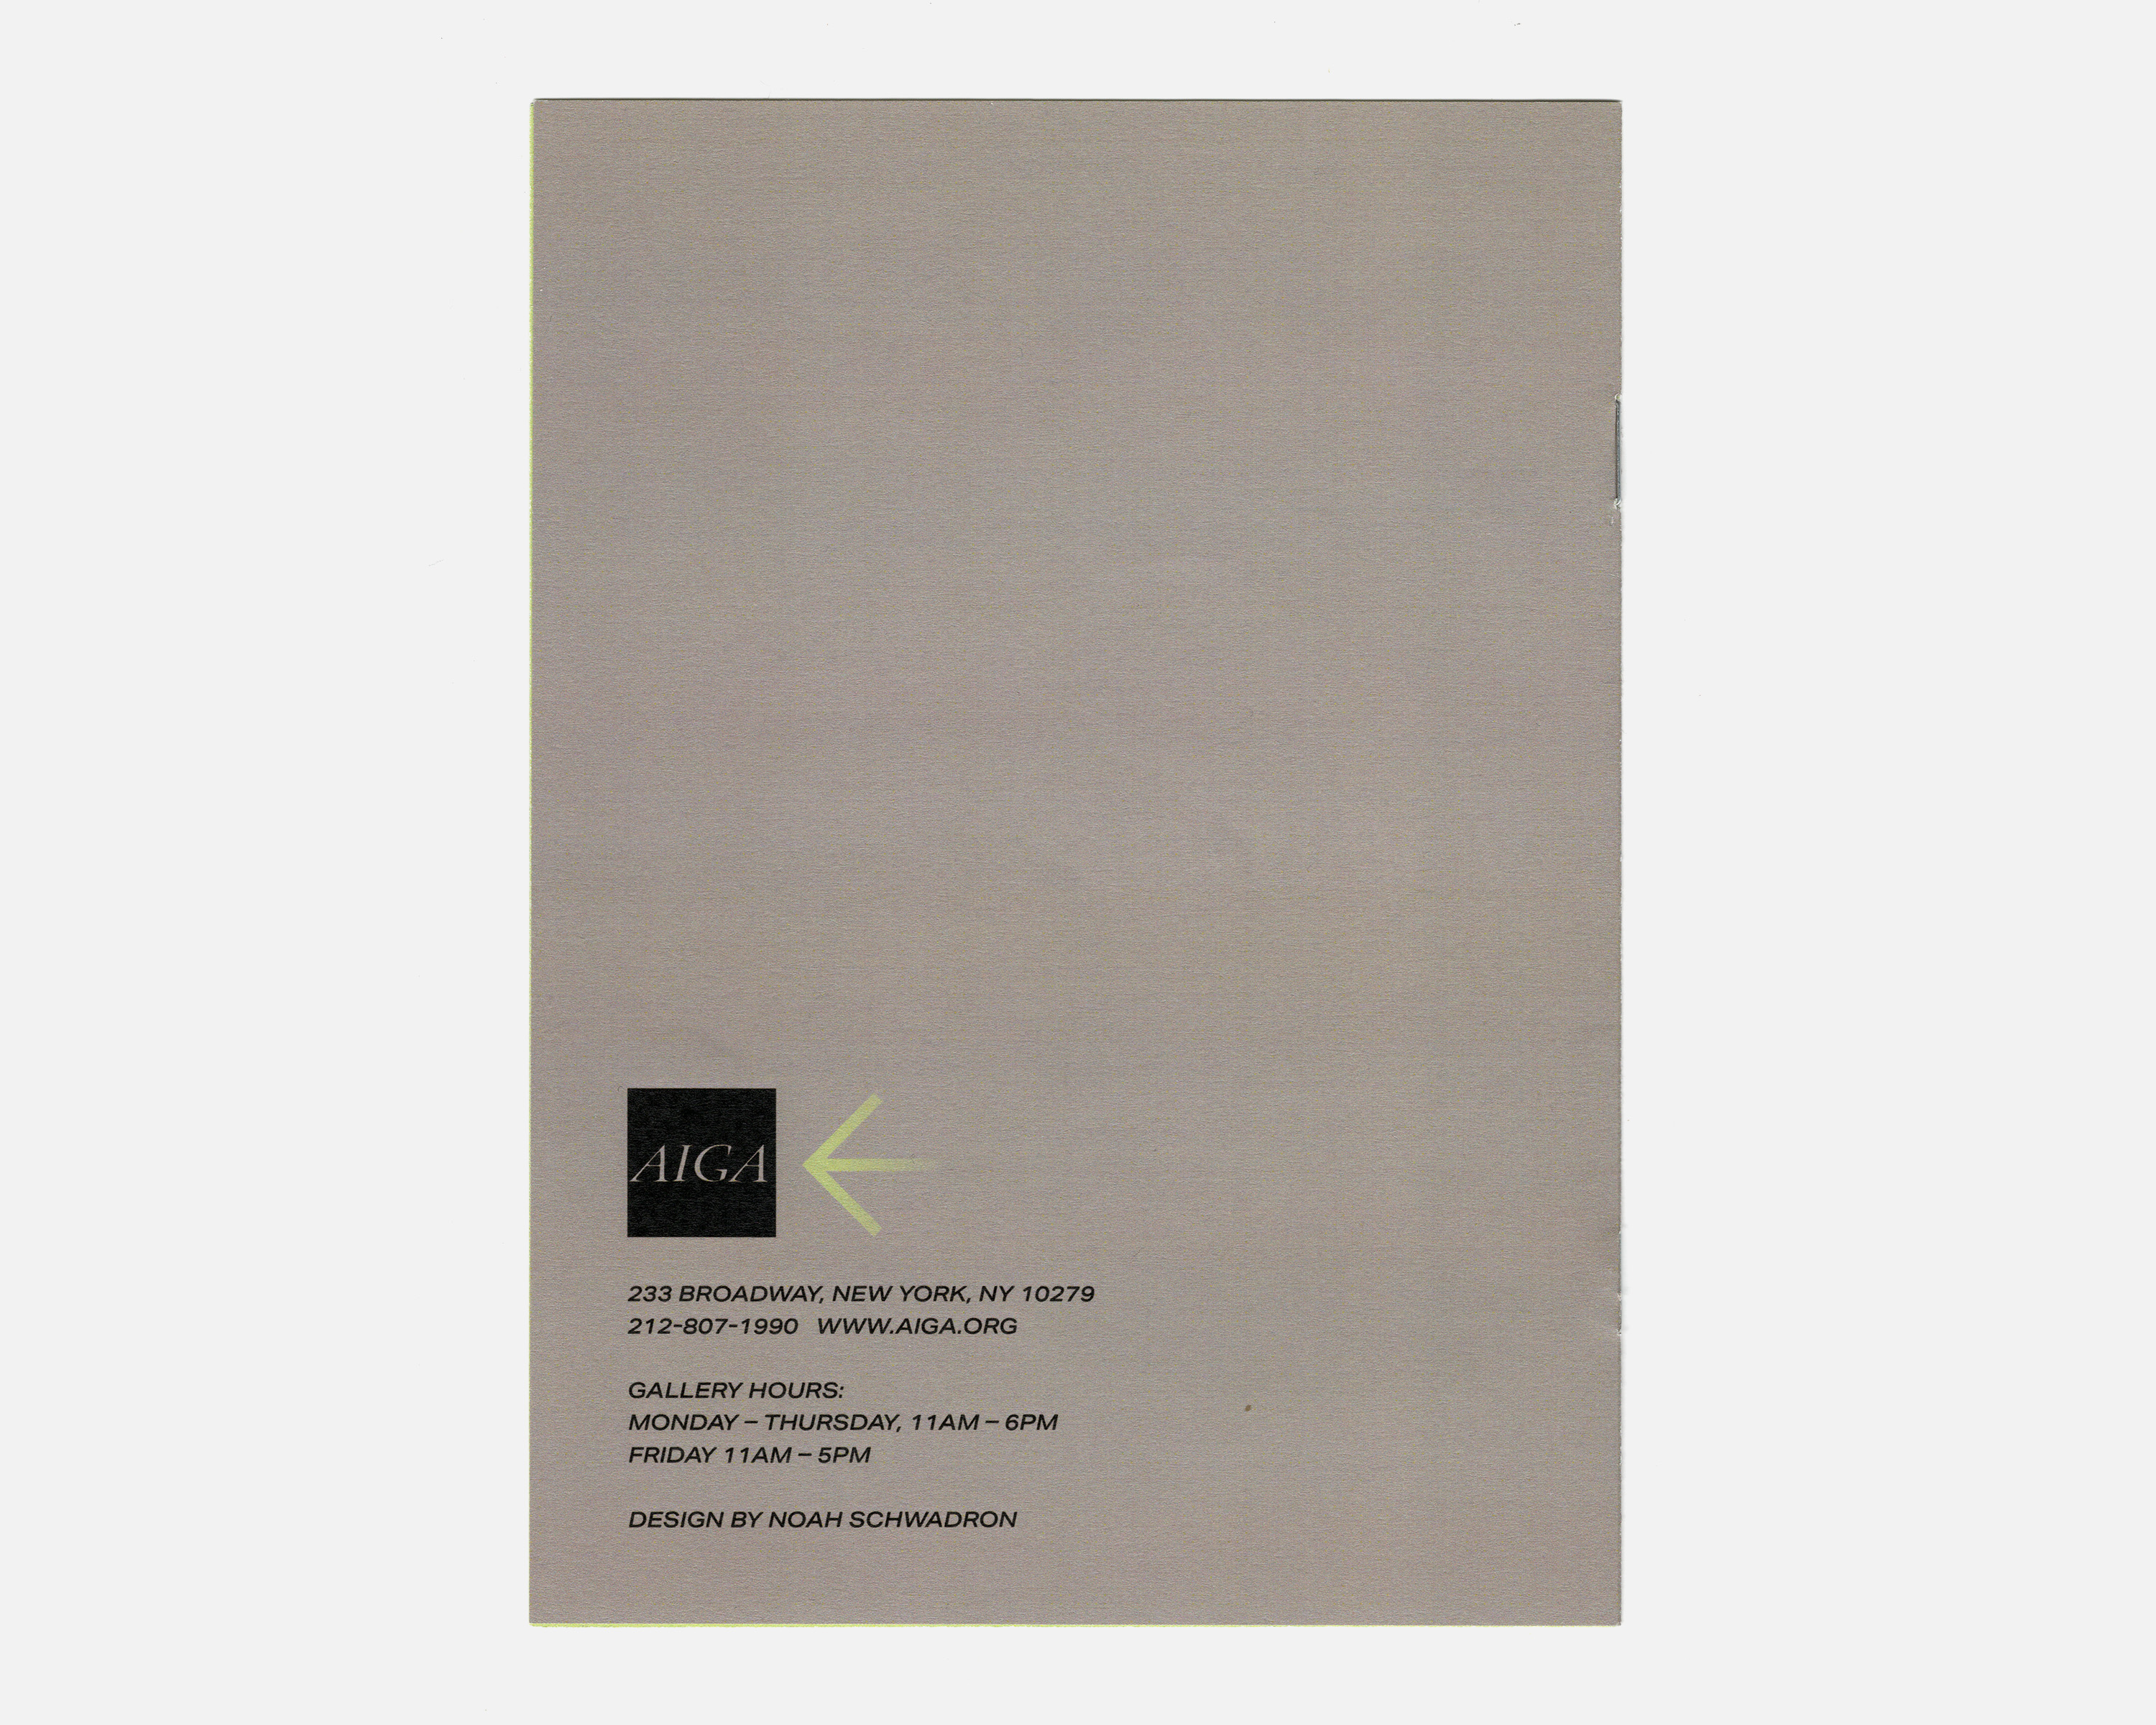 AIGA
233 BROADWAY, NEW YORK, NY 10279
212-807-1990 WWW.AIGA.ORG
GALLERY HOURS:
MONDAY – THURSDAY, 11AM – 6PM
FRIDAY 11AM – 5PM
DESIGN BY NOAH SCHWADRON